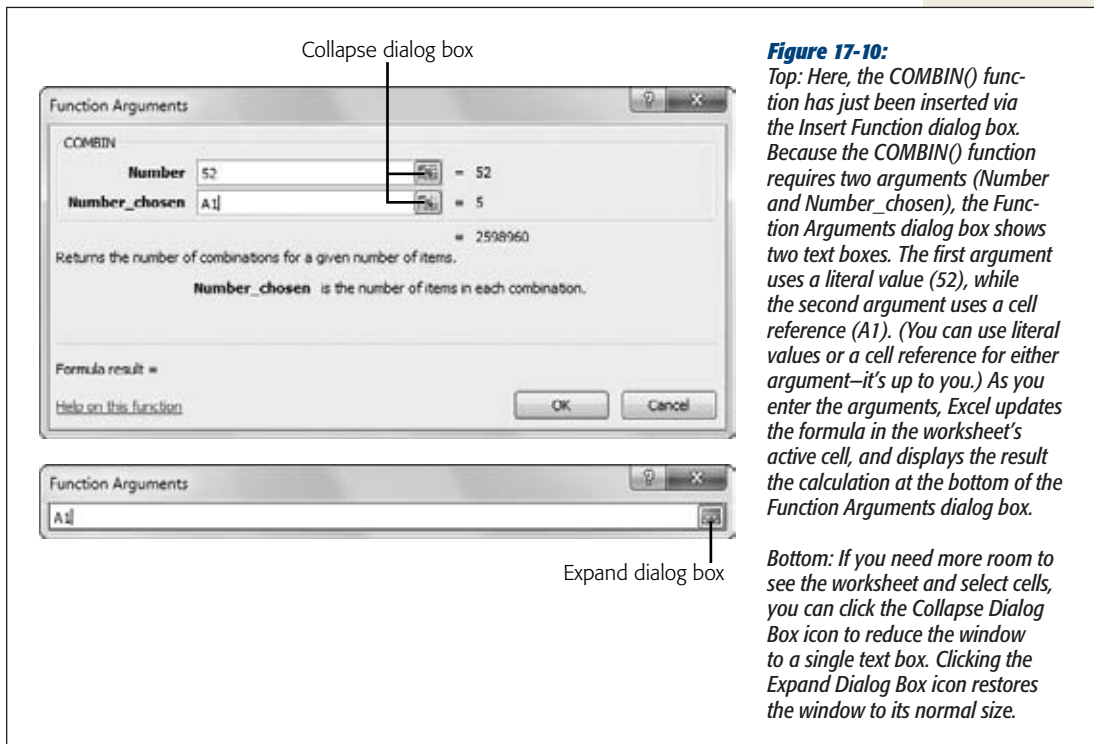 Collapse dialog box
Function Arguments
COMBIN
Number 52 = 52
Number_chosen A1 = 5
= 2598960
Returns the number of combinations for a given number of items.
Number_chosen is the number of items in each combination.
Formula result =
Help on this function
OK Cancel
Function Arguments
A1
Expand dialog box
Figure 17-10:
Top: Here, the COMBIN() func-
tion has just been inserted via
the Insert Function dialog box.
Because the COMBIN() function
requires two arguments (Number
and Number_chosen), the Func-
tion Arguments dialog box shows
two text boxes. The first argument
uses a literal value (52), while
the second argument uses a cell
reference (A1). (You can use literal
values or a cell reference for either
argument—it's up to you.) As you
enter the arguments, Excel updates
the formula in the worksheet's
active cell, and displays the result
the calculation at the bottom of the
Function Arguments dialog box.
Bottom: If you need more room to
see the worksheet and select cells,
you can click the Collapse Dialog
Box icon to reduce the window
to a single text box. Clicking the
Expand Dialog Box icon restores
the window to its normal size.